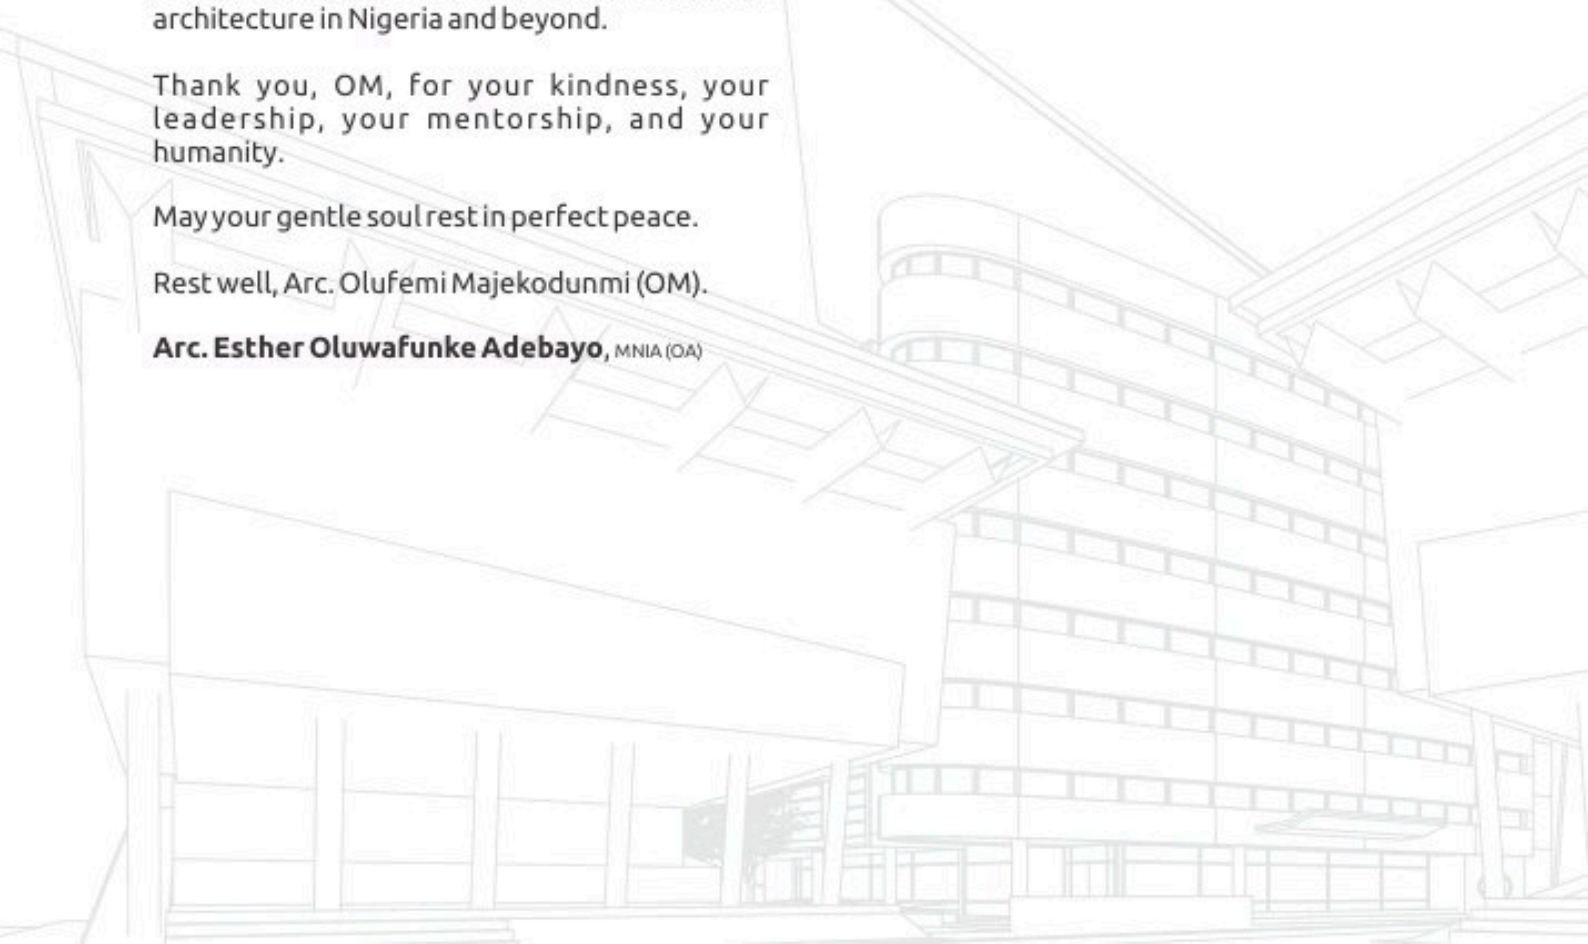 architecture in Nigeria and beyond.
Thank you, OM, for your kindness, your
leadership, your mentorship, and your
humanity.
May your gentle soul rest in perfect peace.
Rest well, Arc. Olufemi Majekodunmi (OM).
Arc. Esther Oluwafunke Adebayo, MNIA (OA)